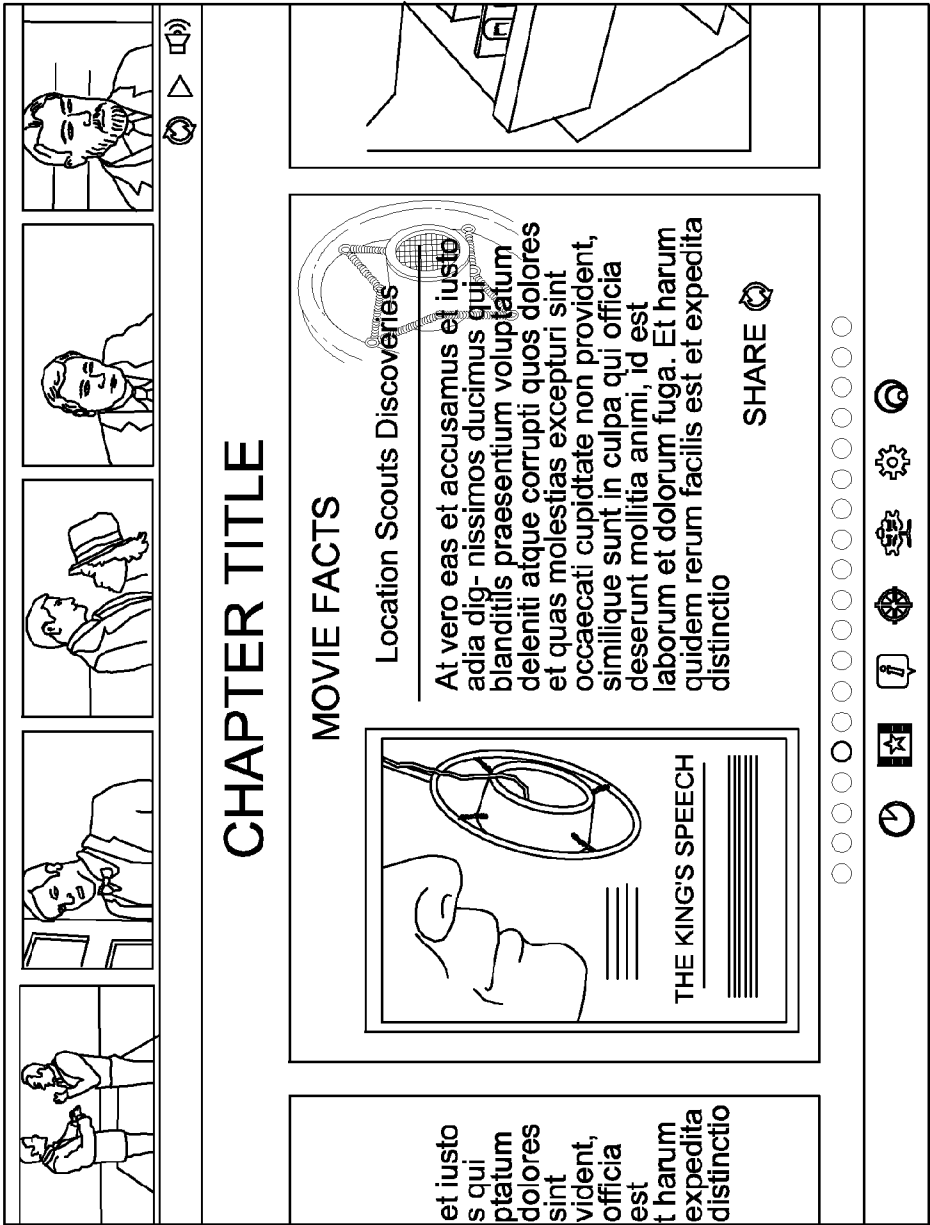 CHAPTER TITLE
et iusto
s qui
ptatum
dolores
sint
vident,
officia
est
t harum
expedita
distinctio
THE KING'S SPEECH
MOVIE FACTS
Location Scouts Discoveries
At vero eas et accusamus et iusto
adia dig- nissimos ducimus qui
blanditils praesentium voluptatum
deleniti atque corrupti quos dolores
et quas molestias excepturi sint
occaecati cupidtate non provident,
similique sunt in culpa qui officia
deserunt mollitia animi, id est
laborum et dolorum fuga. Et harum
quidem rerum facilis est et expedita
distinctio
SHARE